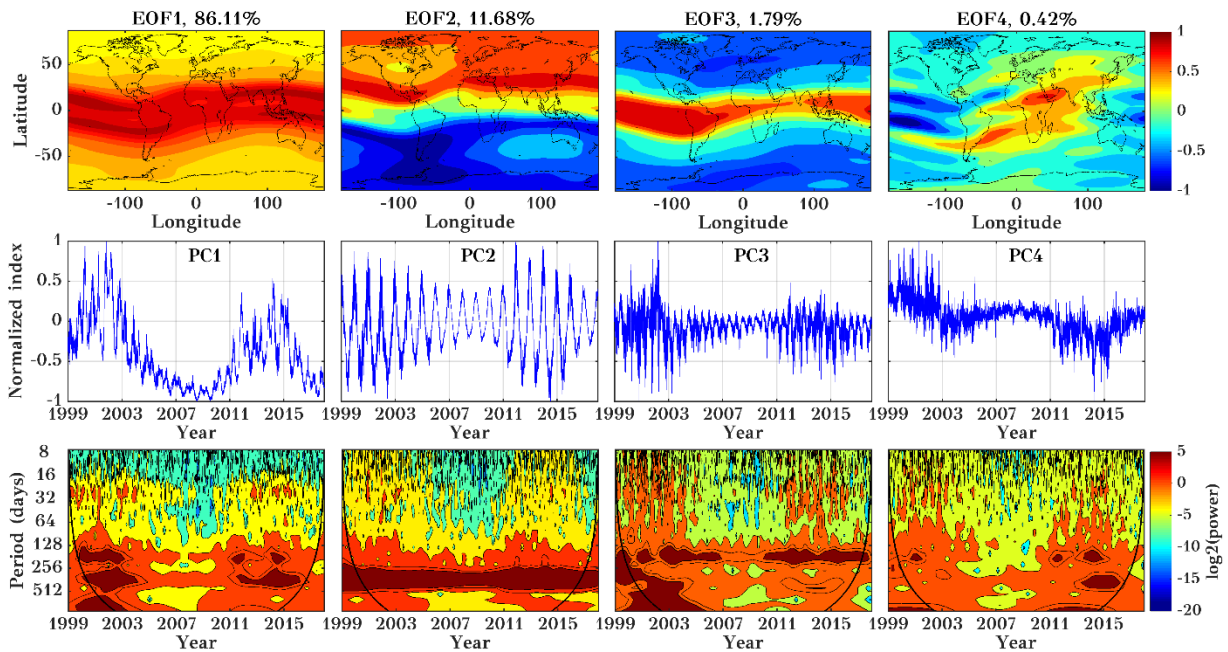 EOF1, 86.11% EOF2, 11.68% EOF3, 1.79% EOF4, 0.42%
Latitude
50
0
-50
-100 0 100 -100 0 100 -100 0 100 -100 0 100
Longitude Longitude Longitude Longitude
1
0.5
0
-0.5
-1
Normalized index
1
0.5
0
-0.5
-1
PC1 PC2 PC3 PC4
1999 2003 2007 2011 2015 1999 2003 2007 2011 2015 1999 2003 2007 2011 2015 1999 2003 2007 2011 2015
Year Year Year Year
Period (days)
8
16
32
64
128
256
512
1999 2003 2007 2011 2015 1999 2003 2007 2011 2015 1999 2003 2007 2011 2015 1999 2003 2007 2011 2015
Year Year Year Year
5
0
-5
-10
-15
-20
log2(power)